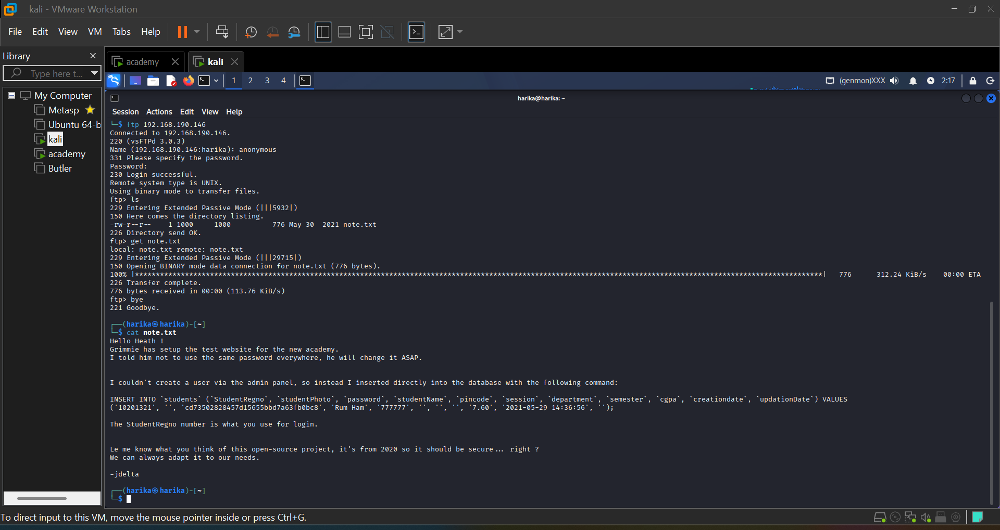 kali - VMware Workstation
File Edit View VM Tabs Help
Library
Type here t...
My Computer
Metasp
Ubuntu 64-b
kali
academy
Butler
academy
kali
1 2 3 4
(genmon)XXX
2:17
harika@harika: ~
Session Actions Edit View Help
└─$ ftp 192.168.190.146
Connected to 192.168.190.146.
220 (vsFTPd 3.0.3)
Name (192.168.190.146:harika): anonymous
331 Please specify the password.
Password:
230 Login successful.
Remote system type is UNIX.
Using binary mode to transfer files.
ftp> ls
229 Entering Extended Passive Mode (|||5932|)
150 Here comes the directory listing.
-rw-r--r-- 1 1000 1000 776 May 30 2021 note.txt
226 Directory send OK.
ftp> get note.txt
local: note.txt remote: note.txt
229 Entering Extended Passive Mode (|||29715|)
150 Opening BINARY mode data connection for note.txt (776 bytes).
100% |*********************************************************************************************************************************************************************| 776 312.24 KiB/s 00:00 ETA
226 Transfer complete.
776 bytes received in 00:00 (113.76 KiB/s)
ftp> bye
221 Goodbye.
┌──(harika㉿harika)-[~]
└─$ cat note.txt
Hello Heath !
Grimmie has setup the test website for the new academy.
I told him not to use the same password everywhere, he will change it ASAP.
I couldn't create a user via the admin panel, so instead I inserted directly into the database with the following command:
INSERT INTO `students` (`StudentRegno`, `studentPhoto`, `password`, `studentName`, `pincode`, `session`, `department`, `semester`, `cgpa`, `creationdate`, `updationDate`) VALUES
('10201321', '', 'cd73502828457d15655bbd7a63fb0bc8', 'Rum Ham', '777777', '', '', '', '7.60', '2021-05-29 14:36:56', '');
The StudentRegno number is what you use for login.
Le me know what you think of this open-source project, it's from 2020 so it should be secure... right ?
We can always adapt it to our needs.
-jdelta
┌──(harika㉿harika)-[~]
└─$
To direct input to this VM, move the mouse pointer inside or press Ctrl+G.